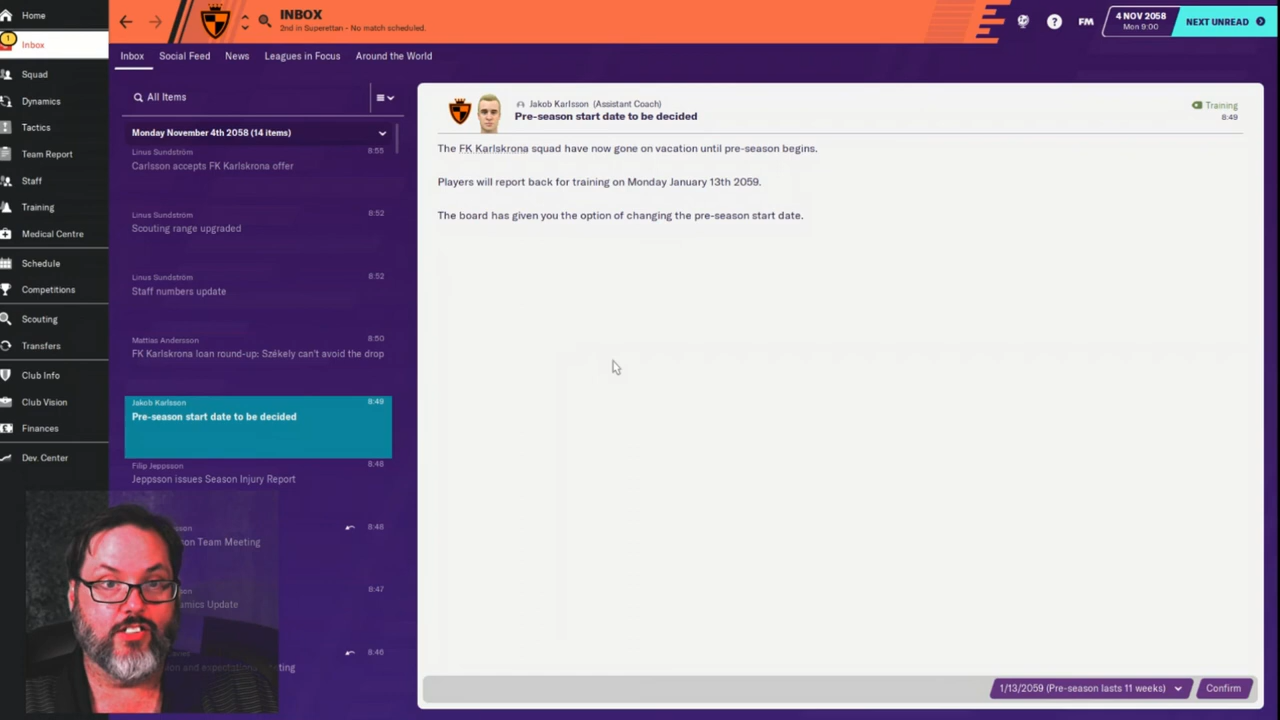 Home
1
Inbox
Squad
Dynamics
Tactics
Team Report
Staff
Training
Medical Centre
Schedule
Competitions
Scouting
Transfers
Club Info
Club Vision
Finances
Dev. Center
INBOX
2nd in Superettan - No match scheduled.
?
FM
4 NOV 2058
Mon 9:00
NEXT UNREAD
Inbox
Social Feed
News
Leagues in Focus
Around the World
All Items
Monday November 4th 2058 (14 items)
Linus Sundström
8:55
Carlsson accepts FK Karlskrona offer
Linus Sundström
8:52
Scouting range upgraded
Linus Sundström
8:52
Staff numbers update
Mattias Andersson
8:50
FK Karlskrona loan round-up: Székely can't avoid the drop
Jakob Karlsson
8:49
Pre-season start date to be decided
Filip Jeppsson
8:48
Jeppsson issues Season Injury Report
8:48
Team Meeting
8:47
Update
8:46
and
Jakob Karlsson (Assistant Coach)
Pre-season start date to be decided
Training
8:49
The FK Karlskrona squad have now gone on vacation until pre-season begins.
Players will report back for training on Monday January 13th 2059.
The board has given you the option of changing the pre-season start date.
1/13/2059 (Pre-season lasts 11 weeks)
Confirm